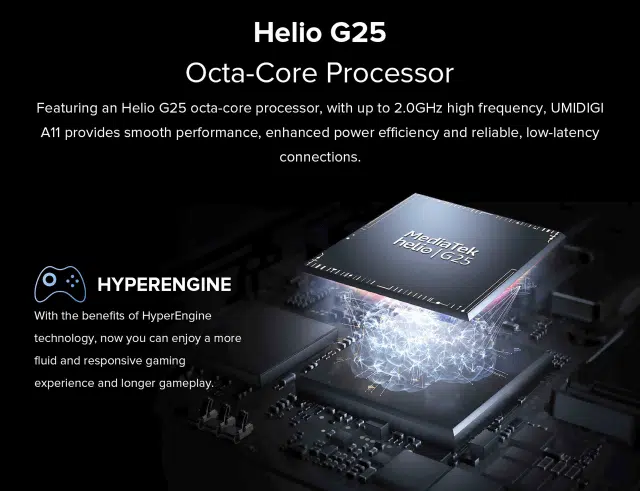 Helio G25
Octa-Core Processor
Featuring an Helio G25 octa-core processor, with up to 2.0GHz high frequency, UMIDIGI
A11 provides smooth performance, enhanced power efficiency and reliable, low-latency
connections.
MediaTek
helio | G25
HYPERENGINE
With the benefits of HyperEngine
technology, now you can enjoy a more
fluid and responsive gaming
experience and longer gameplay.